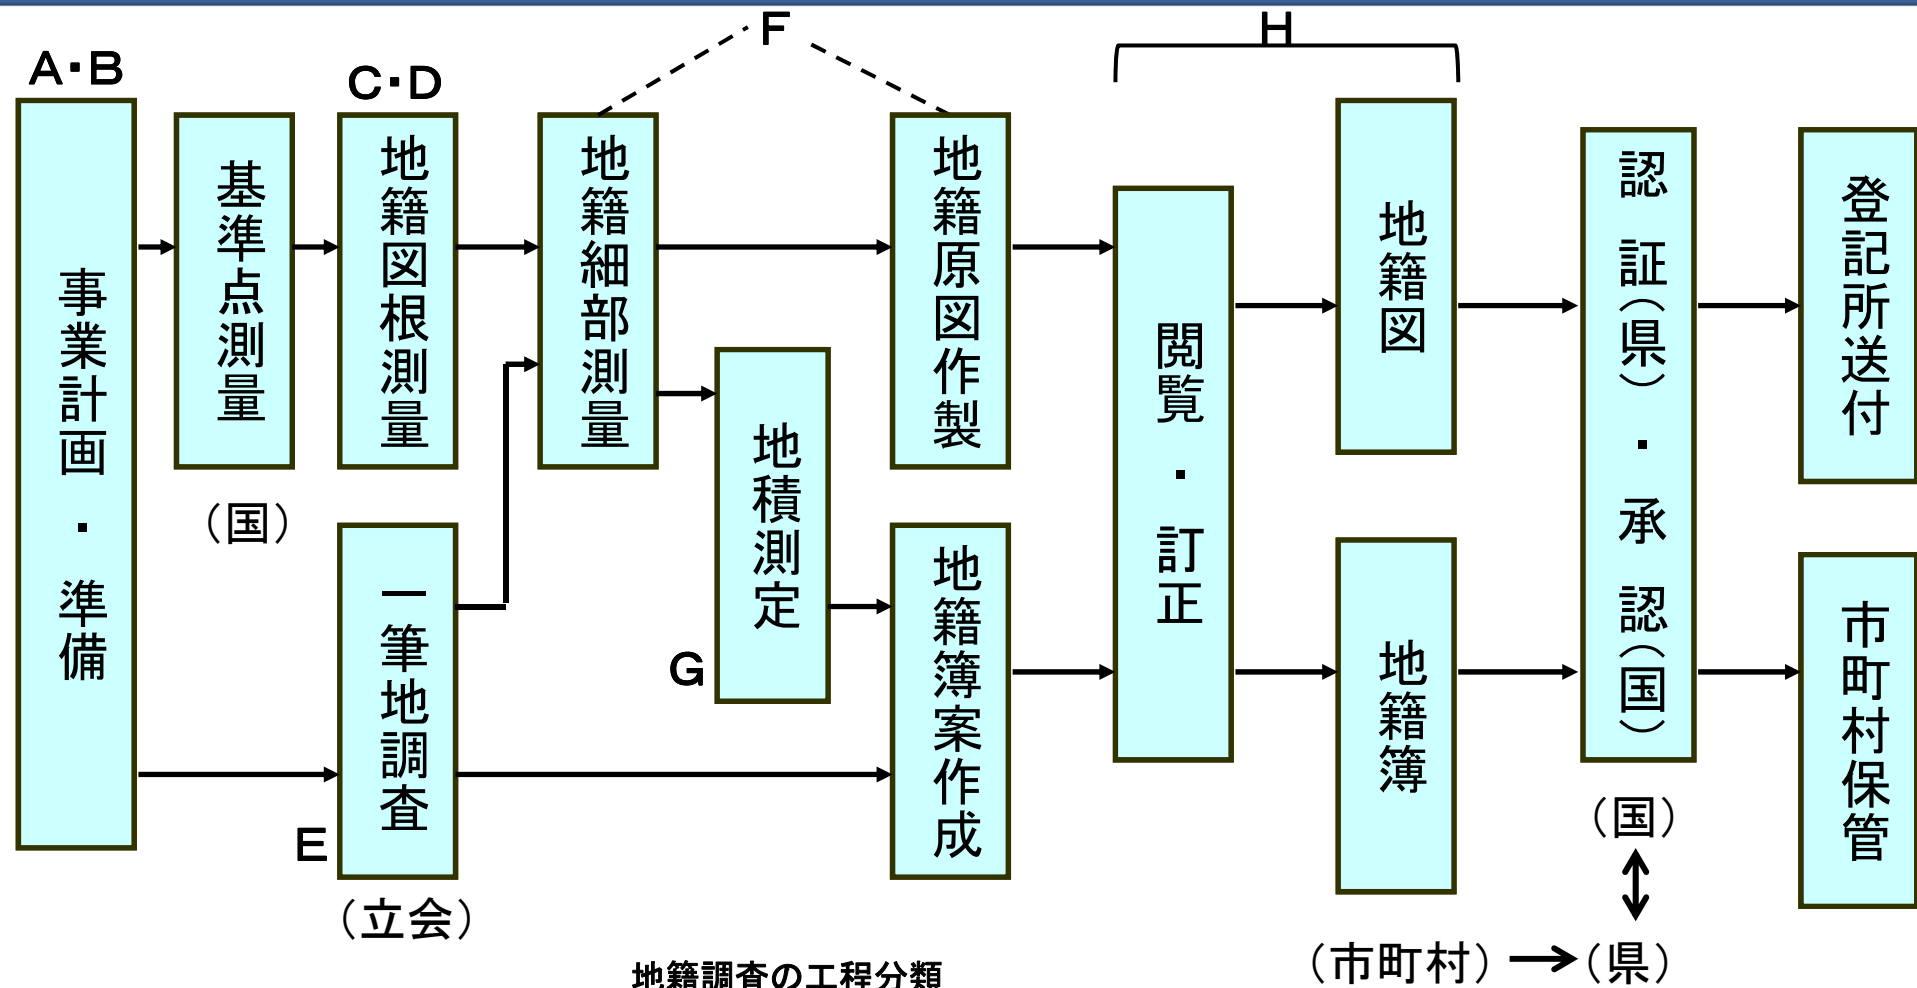 F
H
A・B
C・D
事業計画・準備
基準点測量
（国）
地籍図根測量
一筆地調査
E
（立会）
地籍細部測量
地積測定
G
地籍原図作製
地籍簿案作成
閲覧・訂正
地籍図
地籍簿
認証（県）・承認（国）
登記所送付
市町村保管
（国）
（市町村）→（県）
地籍調査の工程分類